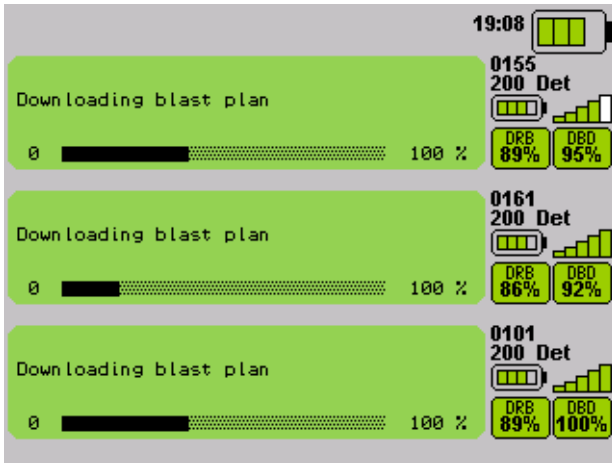 19:08
Downloading blast plan
0 100 %
0155
200 Det
DRB DBD
89% 95%
Downloading blast plan
0 100 %
0161
200 Det
DRB DBD
86% 92%
Downloading blast plan
0 100 %
0101
200 Det
DRB DBD
89% 100%